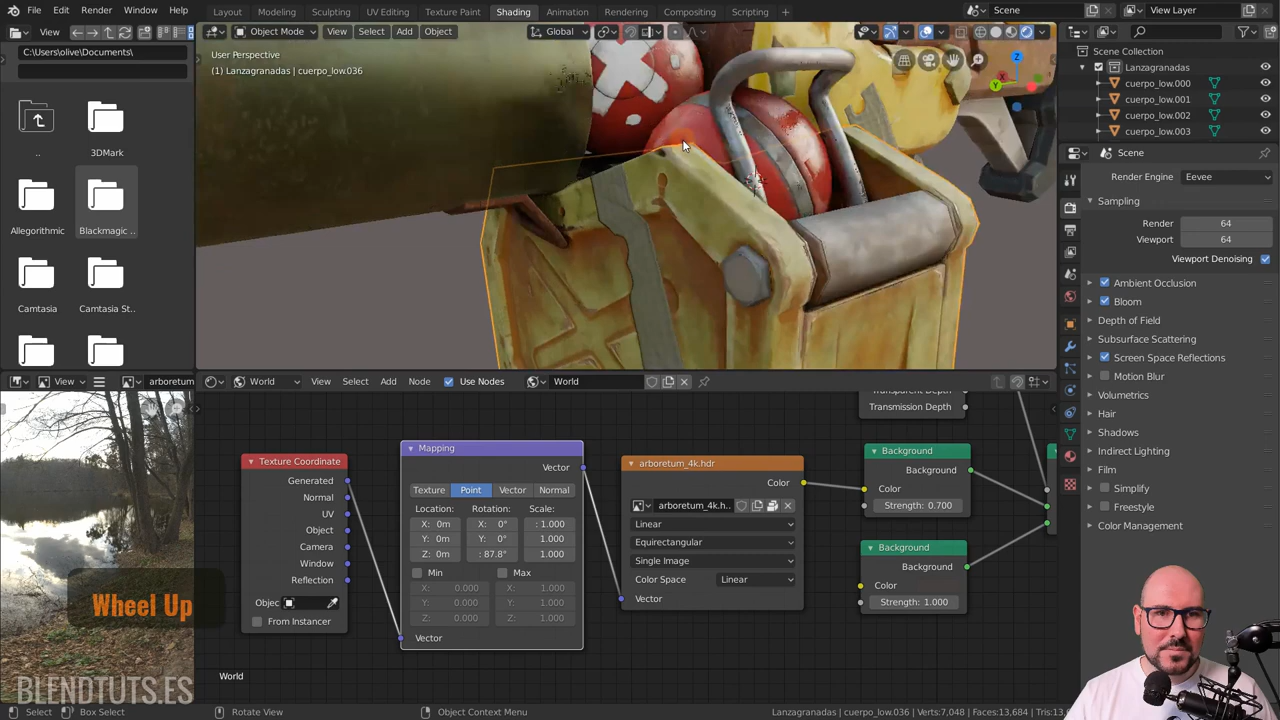 File Edit Render Window Help
Layout Modeling Sculpting UV Editing Texture Paint Shading Animation Rendering Compositing Scripting +
Scene
View Layer
View
Object Mode View Select Add Object Global
C:\Users\olive\Documents\
User Perspective
(1) Lanzagranadas | cuerpo_low.036
..
3DMark
Allegorithmic
Blackmagic ..
Camtasia
Camtasia St..
Scene Collection
Lanzagranadas
cuerpo_low.000
cuerpo_low.001
cuerpo_low.002
cuerpo_low.003
Scene
Render Engine Eevee
Sampling
Render 64
Viewport 64
Viewport Denoising
Ambient Occlusion
Bloom
Depth of Field
Subsurface Scattering
Screen Space Reflections
Motion Blur
Volumetrics
Hair
Shadows
Indirect Lighting
Film
Simplify
Freestyle
Color Management
View
arboretum
World View Select Add Node Use Nodes World
Transmission Depth
Texture Coordinate
Generated
Normal
UV
Object
Camera
Window
Reflection
Objec
From Instancer
Mapping
Vector
Texture Point Vector Normal
Location: Rotation: Scale:
X: 0m X: 0° : 1.000
Y: 0m Y: 0° 1.000
Z: 0m : 87.8° 1.000
Min Max
X: 0.000 X: 1.000
Y: 0.000 Y: 1.000
Z: 0.000 Z: 1.000
Vector
arboretum_4k.hdr
Color
arboretum_4k.h..
Linear
Equirectangular
Single Image
Color Space Linear
Vector
Background
Background
Color
Strength: 0.700
Background
Background
Color
Strength: 1.000
Wheel Up
World
BLENDTUTS.ES
Select Box Select Rotate View Object Context Menu
Lanzagranadas | cuerpo_low.036 | Verts:7,048 | Faces:13,684 | Tris:13,